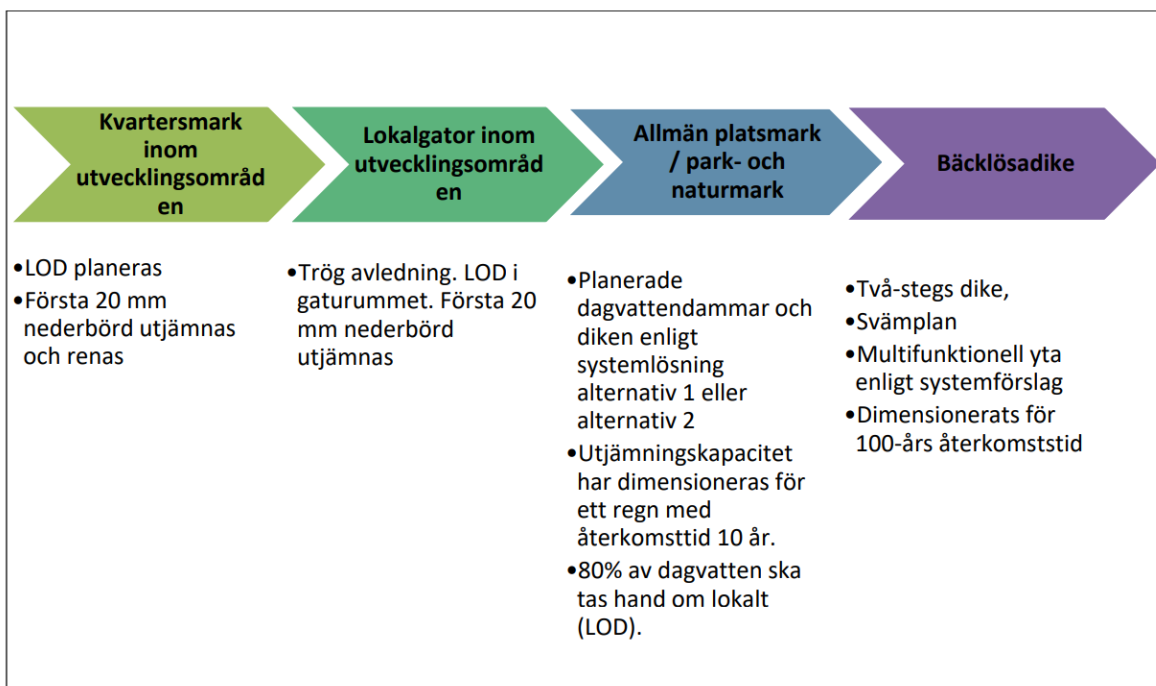 Kvartersmark
inom
utvecklingsområd
en
•LOD planeras
•Första 20 mm
nederbörd utjämnas
och renas
Lokalgator inom
utvecklingsområd
en
•Trög avledning. LOD i
gaturummet. Första 20
mm nederbörd
utjämnas
Allmän platsmark
/ park- och
naturmark
•Planerade
dagvattendammar och
diken enligt
systemlösning
alternativ 1 eller
alternativ 2
•Utjämningskapacitet
har dimensioneras för
ett regn med
återkomsttid 10 år.
•80% av dagvatten ska
tas hand om lokalt
(LOD).
Bäcklösadike
•Två-stegs dike,
•Svämplan
•Multifunktionell yta
enligt systemförslag
•Dimensionerats för
100-års återkomststid